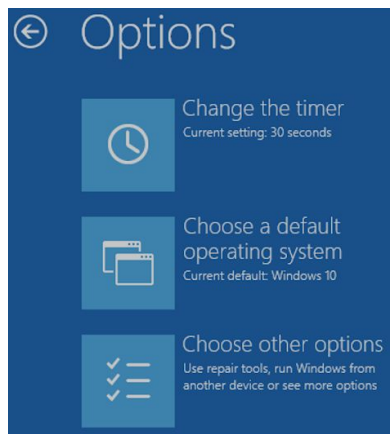 Options
Change the timer
Current setting: 30 seconds
Choose a default
operating system
Current default: Windows 10
Choose other options
Use repair tools, run Windows from
another device or see more options